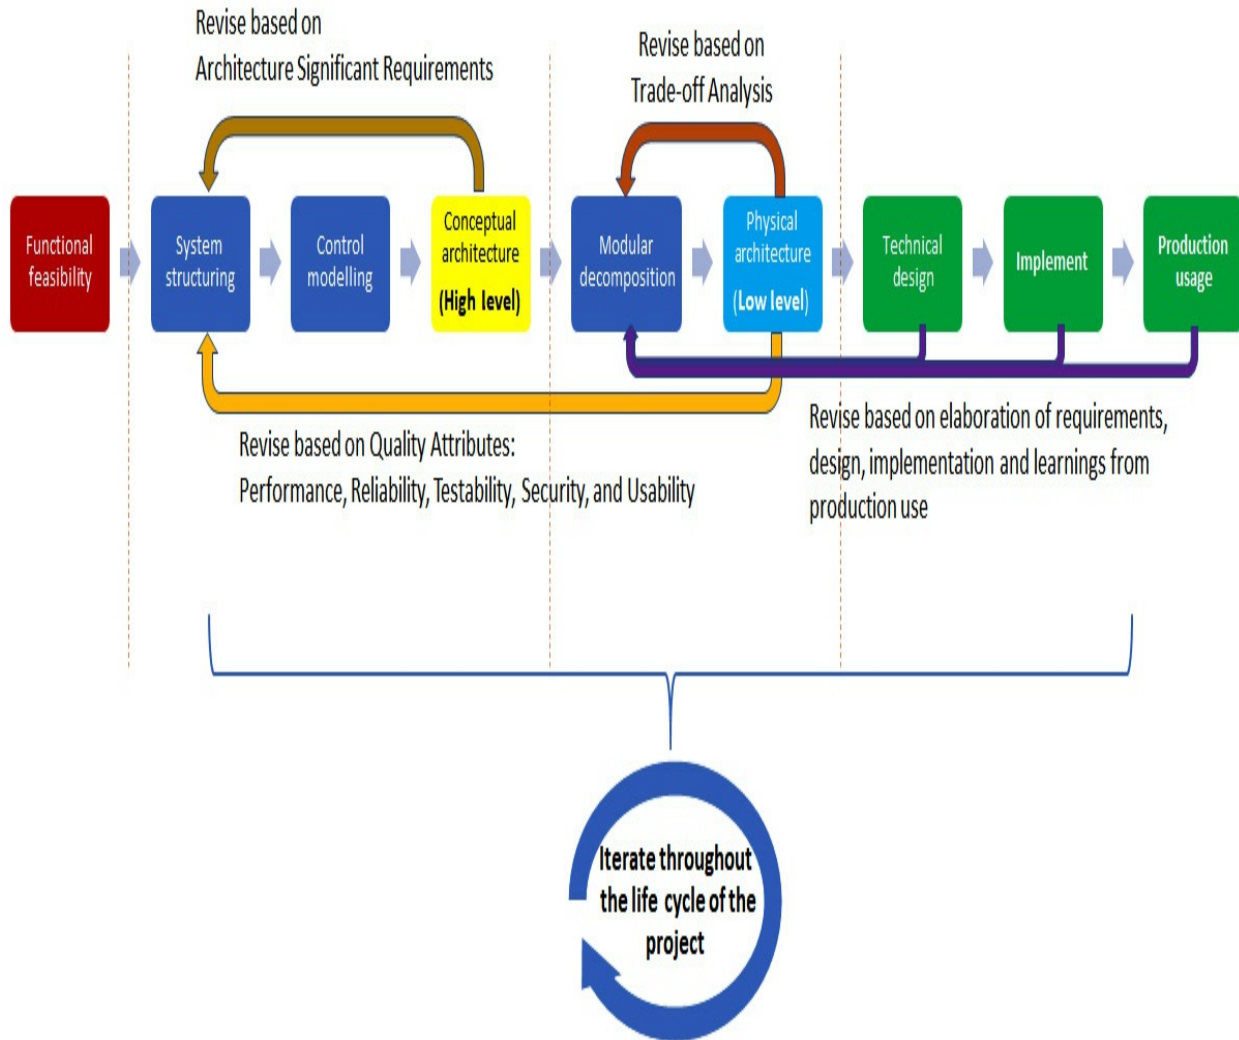 Revise based on
Architecture Significant Requirements
Revise based on
Trade-off Analysis
Functional
feasibility
System
structuring
Control
modelling
Conceptual
architecture
(High level)
Modular
decomposition
Physical
architecture
(Low level)
Technical
design
Implement
Production
usage
Revise based on Quality Attributes:
Performance, Reliability, Testability, Security, and Usability
Revise based on elaboration of requirements,
design, implementation and learnings from
production use
Iterate throughout
the life cycle of the
project